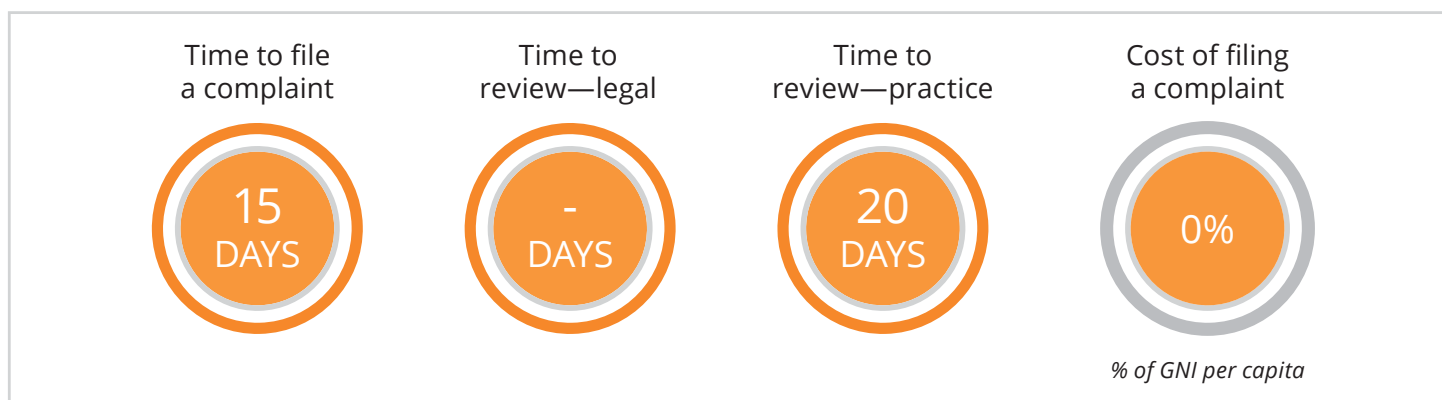 Time to file
a complaint
15
DAYS
Time to
review—legal
-
DAYS
Time to
review—practice
20
DAYS
Cost of filing
a complaint
0%
% of GNI per capita